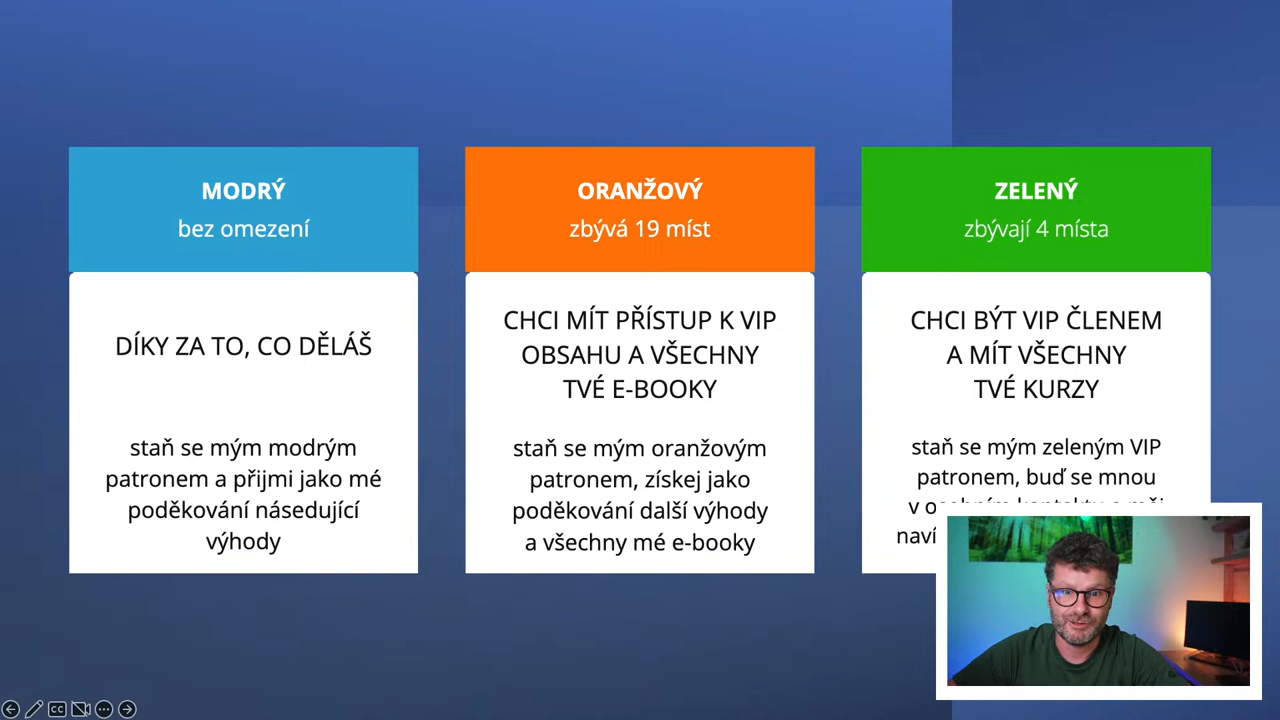 MODRÝ
bez omezení
DÍKY ZA TO, CO DĚLÁŠ
staň se mým modrým
patronem a přijmi jako mé
poděkování násedující
výhody
ORANŽOVÝ
zbývá 19 míst
CHCI MÍT PŘÍSTUP K VIP
OBSAHU A VŠECHNY
TVÉ E-BOOKY
staň se mým oranžovým
patronem, získej jako
poděkování další výhody
a všechny mé e-booky
ZELENÝ
zbývají 4 místa
CHCI BÝT VIP ČLENEM
A MÍT VŠECHNY
TVÉ KURZY
staň se mým zeleným VIP
patronem, buď se mnou
v
CC